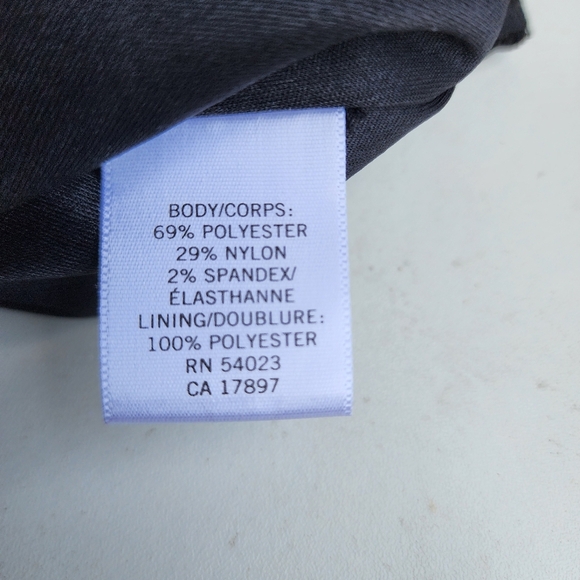 BODY/CORPS:
69% POLYESTER
29% NYLON
2% SPANDEX/
ÉLASTHANNE
LINING/DOUBLURE:
100% POLYESTER
RN 54023
CA 17897